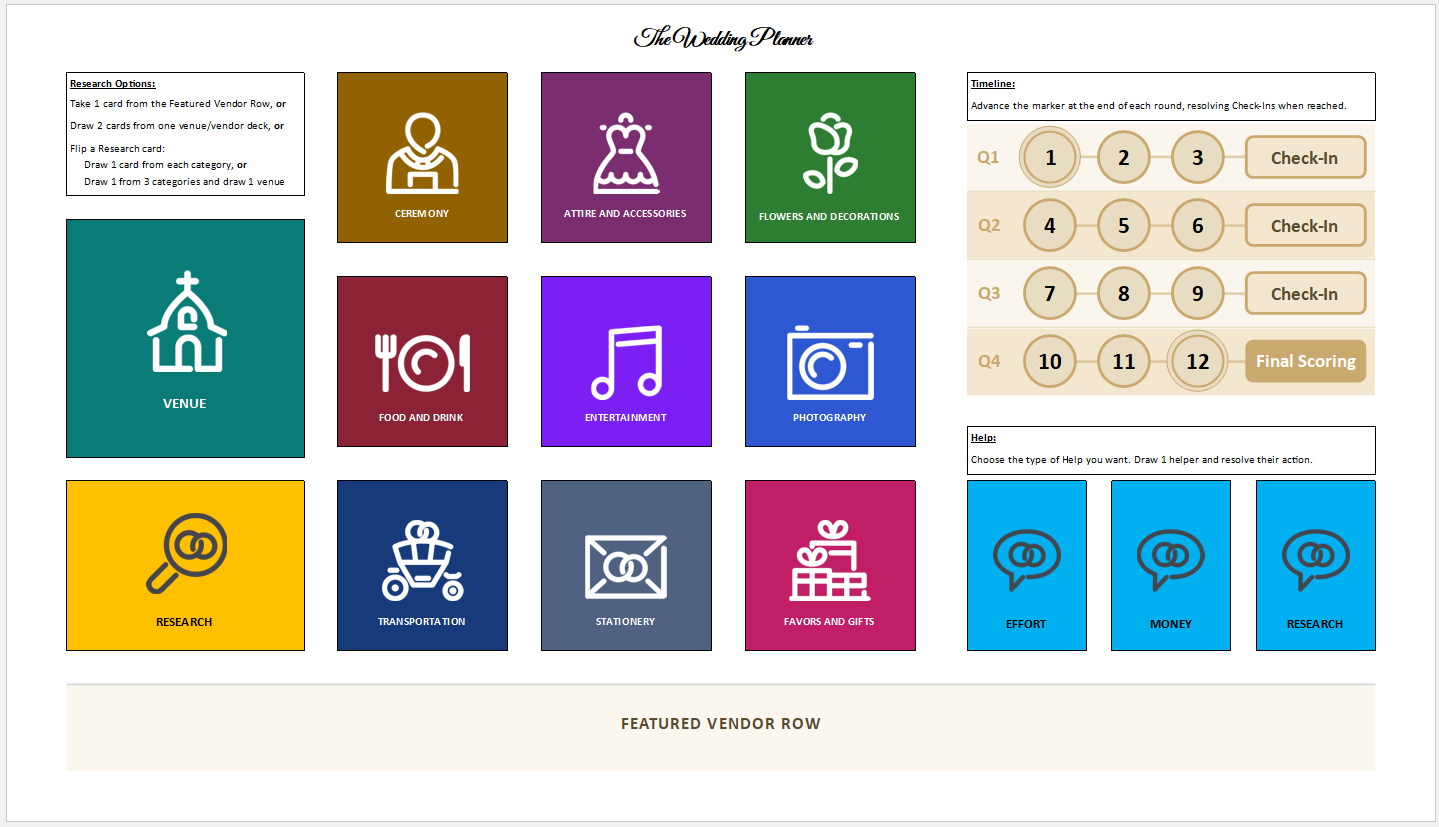 The Wedding Planner
Research Options:
Take 1 card from the Featured Vendor Row, or
Draw 2 cards from one venue/vendor deck, or
Flip a Research card:
Draw 1 card from each category, or
Draw 1 from 3 categories and draw 1 venue
VENUE
RESEARCH
CEREMONY
ATTIRE AND ACCESSORIES
FLOWERS AND DECORATIONS
FOOD AND DRINK
ENTERTAINMENT
PHOTOGRAPHY
TRANSPORTATION
STATIONERY
FAVORS AND GIFTS
Timeline:
Advance the marker at the end of each round, resolving Check-Ins when reached.
Q1 1 2 3 Check-In
Q2 4 5 6 Check-In
Q3 7 8 9 Check-In
Q4 10 11 12 Final Scoring
Help:
Choose the type of Help you want. Draw 1 helper and resolve their action.
EFFORT
MONEY
RESEARCH
FEATURED VENDOR ROW